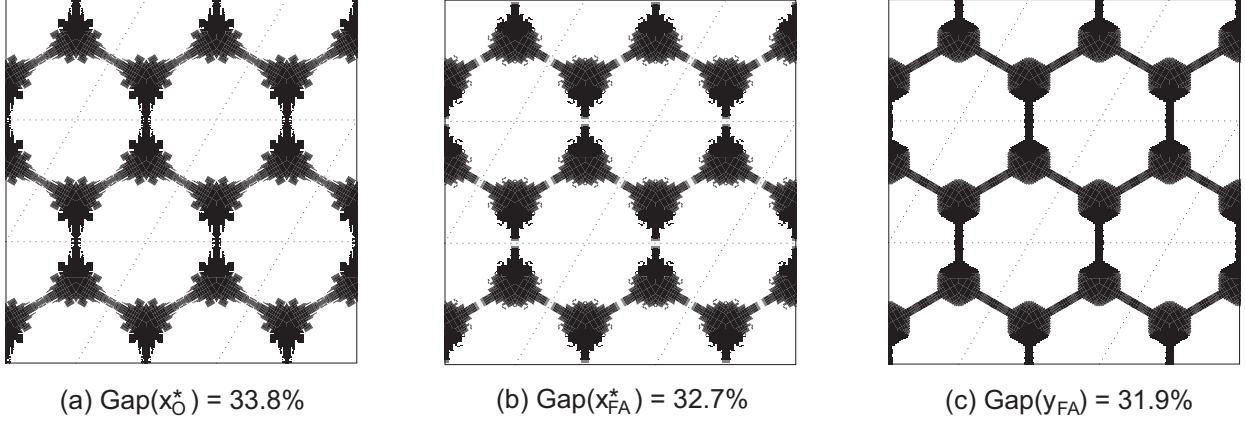 (a) Gap(x*O) = 33.8%
(b) Gap(x*FA) = 32.7%
(c) Gap(yFA) = 31.9%